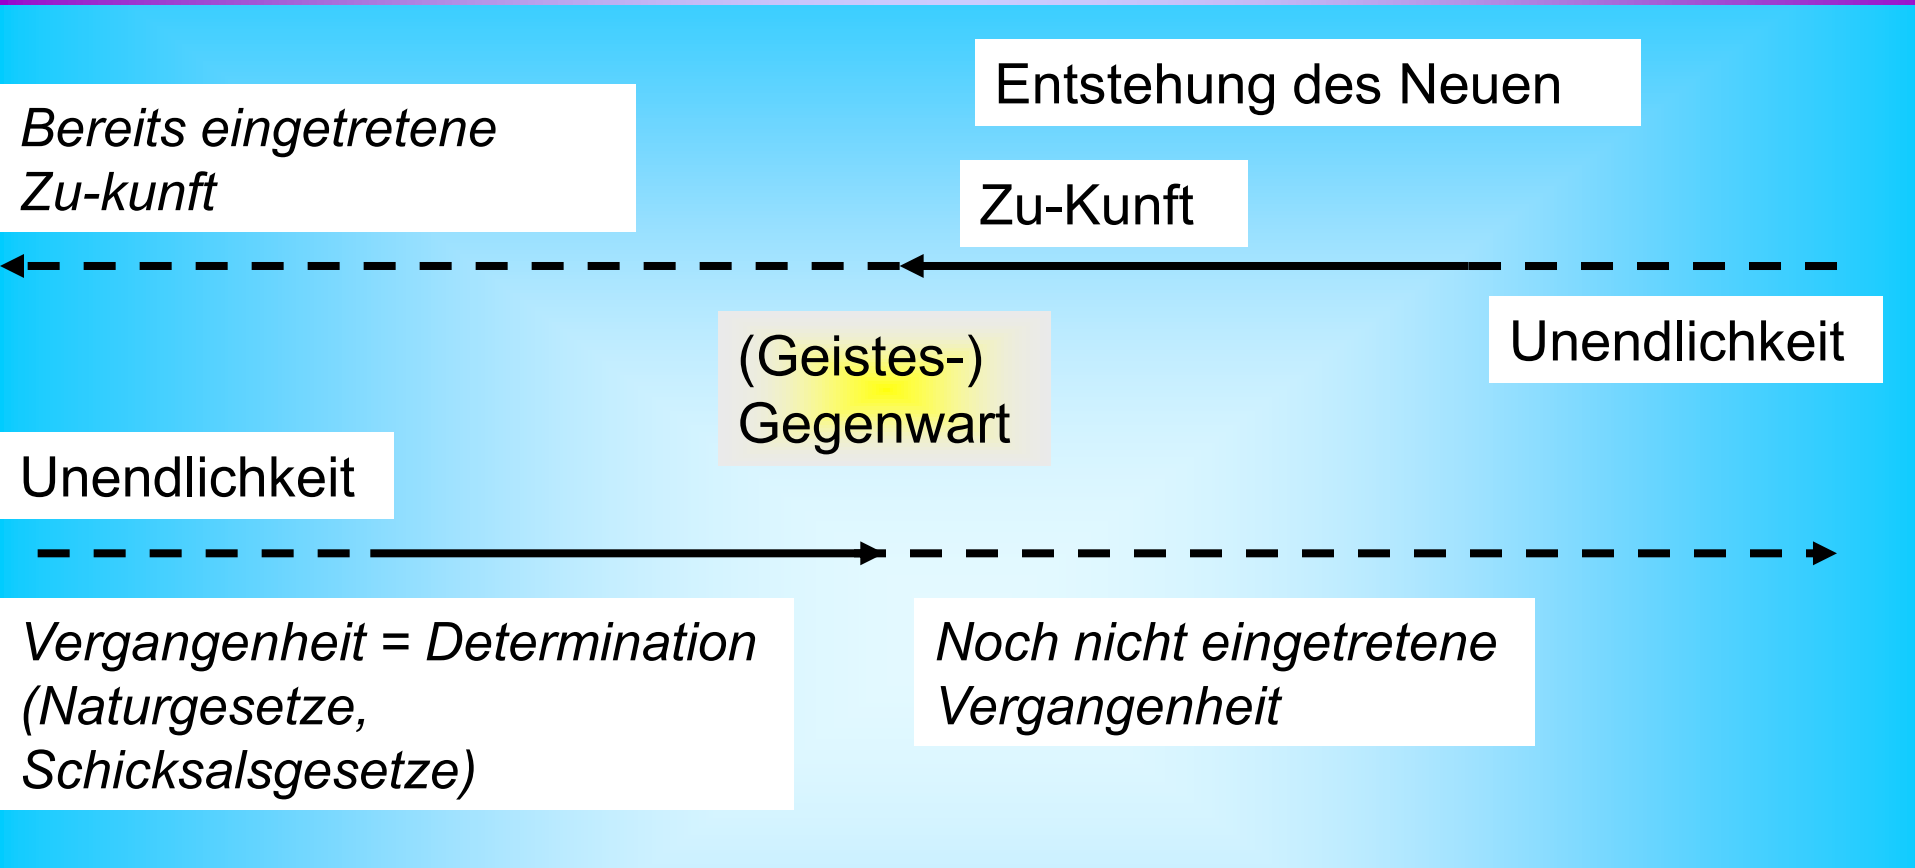 Entstehung des Neuen
Bereits eingetretene
Zu-kunft
Zu-Kunft
Unendlichkeit
(Geistes-)
Gegenwart
Unendlichkeit
Vergangenheit = Determination
(Naturgesetze,
Schicksalsgesetze)
Noch nicht eingetretene
Vergangenheit